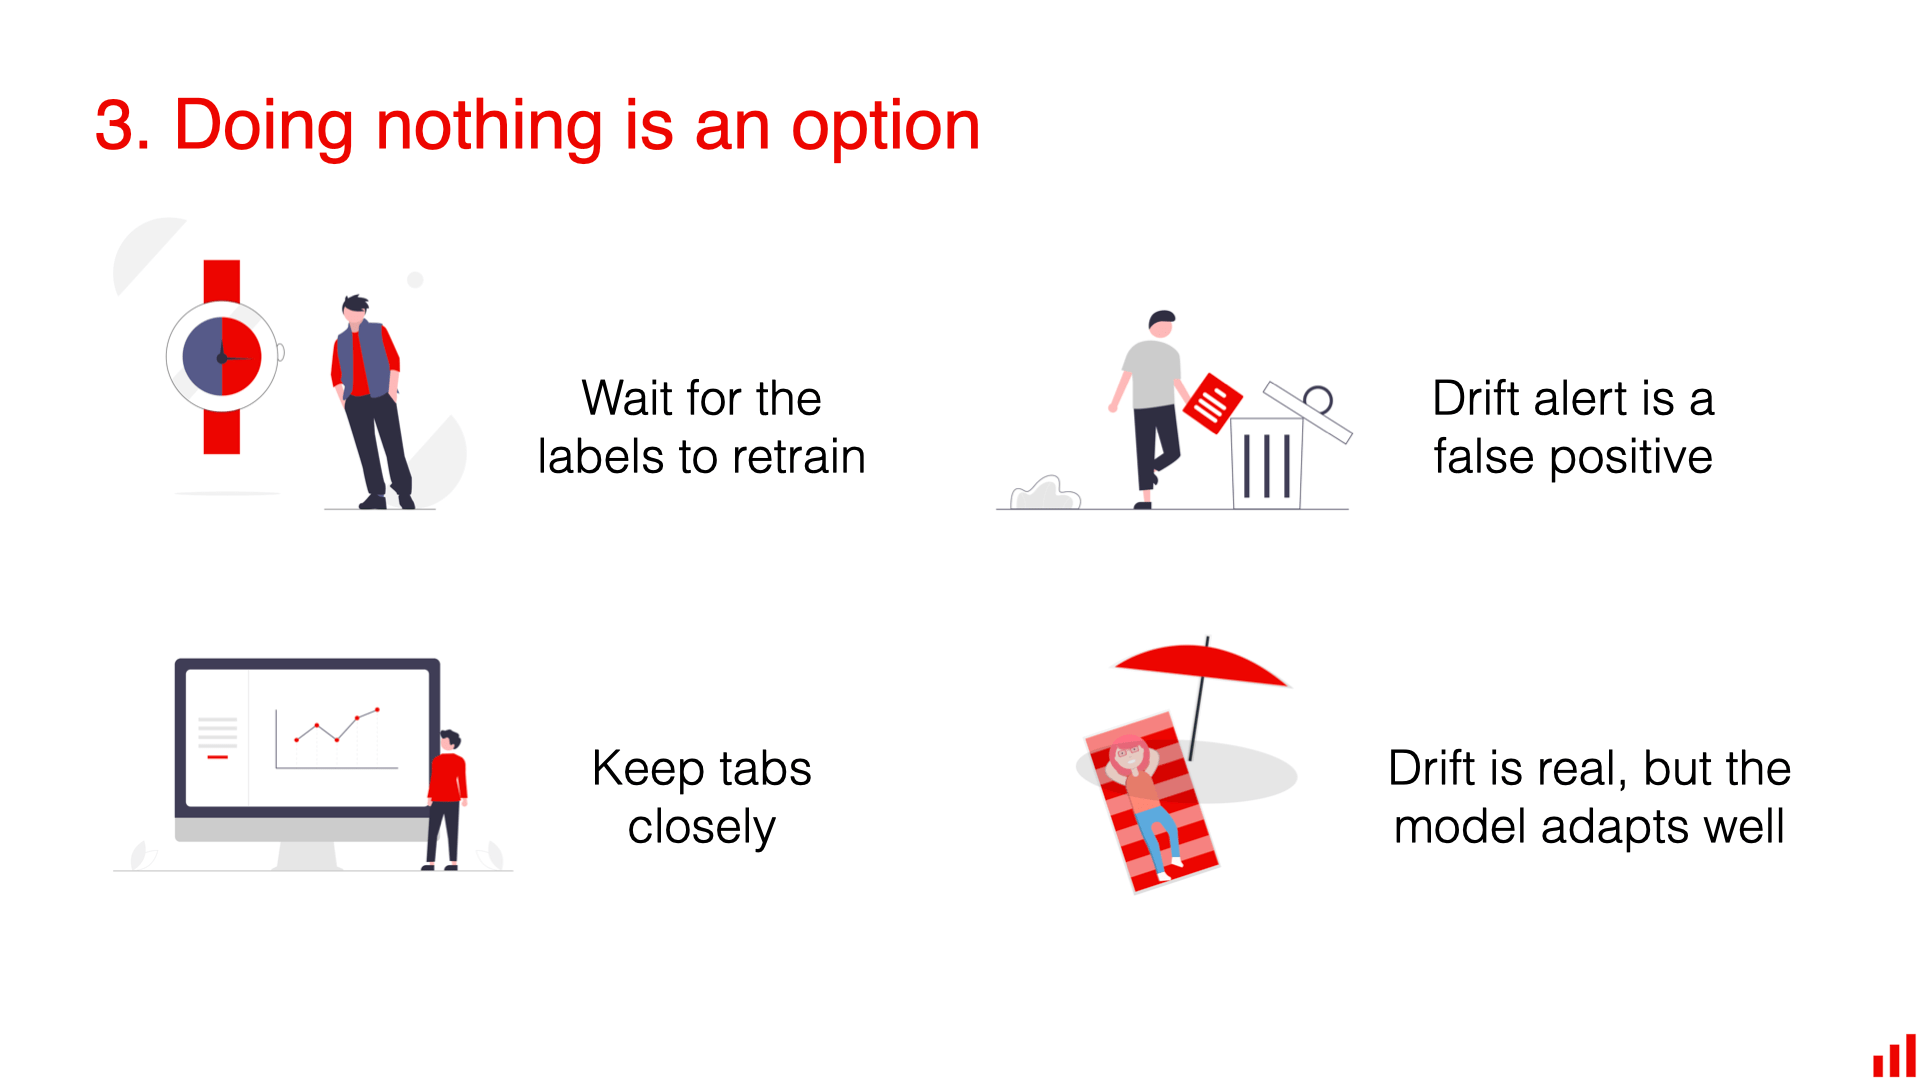 3. Doing nothing is an option
Wait for the
labels to retrain
Drift alert is a
false positive
Keep tabs
closely
Drift is real, but the
model adapts well